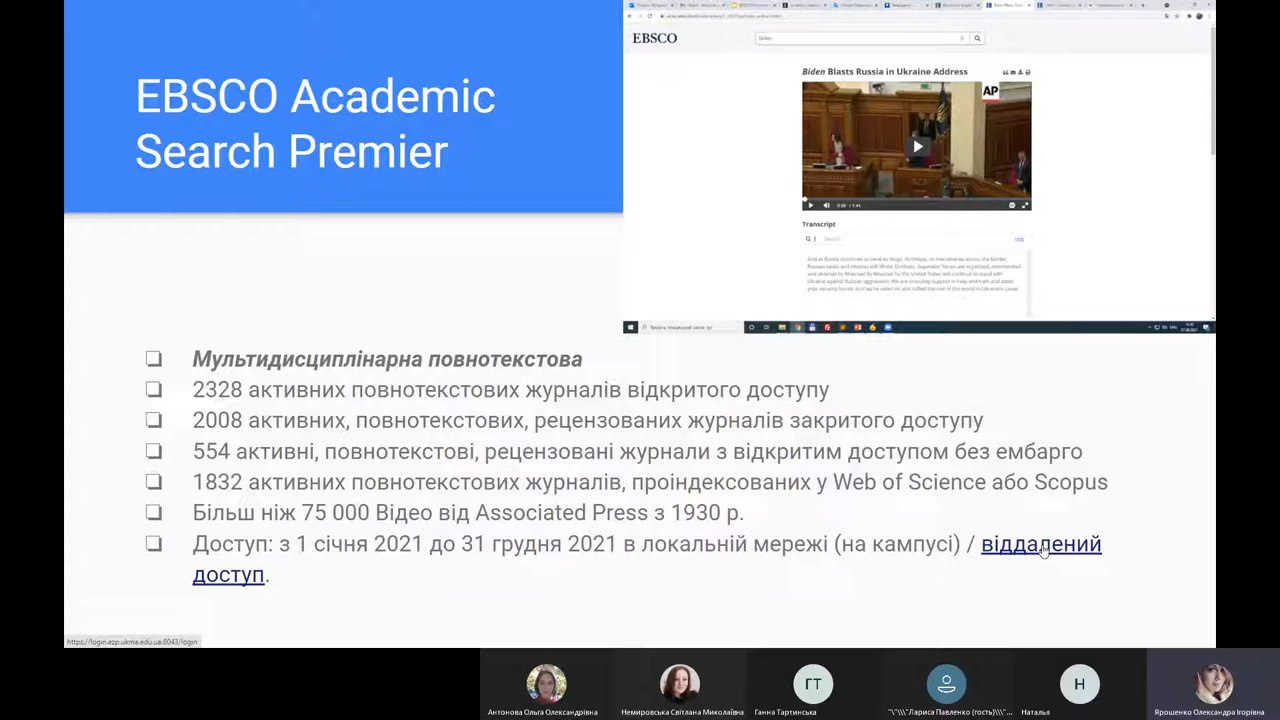 EBSCO Academic
Search Premier
EBSCO
Biden Blasts Russia in Ukraine Address
AP
Transcript
Search
Мультидисциплінарна повнотекстова
2328 активних повнотекстових журналів відкритого доступу
2008 активних, повнотекстових, рецензованих журналів закритого доступу
554 активні, повнотекстові, рецензовані журнали з відкритим доступом без ембарго
1832 активних повнотекстових журналів, проіндексованих у Web of Science або Scopus
Більш ніж 75 000 Відео від Associated Press з 1930 р.
Доступ: з 1 січня 2021 до 31 грудня 2021 в локальній мережі (на кампусі) / віддалений
доступ.
https://login.ezp.ukma.edu.ua:8043/login
ГТ
Н
Антонова Ольга Олександрівна
Немировська Світлана Миколаївна
Ганна Тартинська
"\"\\\"Лариса Павленко (гость)\\\"...
Наталья
Ярошенко Олександра Ігорівна